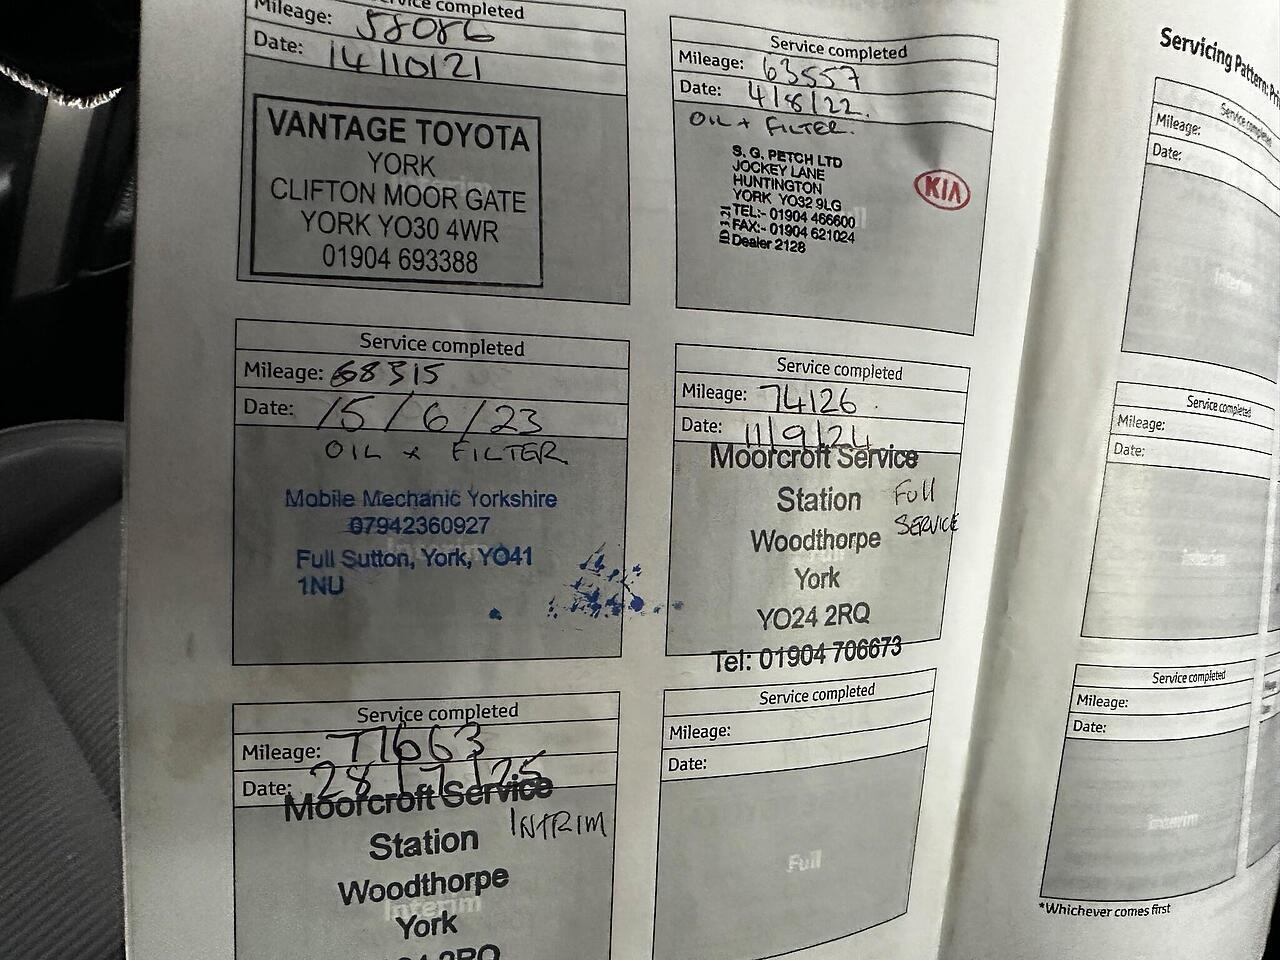 Service completed
Mileage: 58086
Date: 14/10/21
VANTAGE TOYOTA
YORK
CLIFTON MOOR GATE
YORK YO30 4WR
01904 693388
Service completed
Mileage: 63557
Date: 4/8/22.
OIL + FILTER.
S. G. PETCH LTD
JOCKEY LANE
HUNTINGTON
YORK YO32 9LG
TEL:- 01904 466600
FAX:- 01904 621024
Dealer 2128
KIA
Service completed
Mileage: 68315
Date: 15/6/23
OIL + FILTER.
Mobile Mechanic Yorkshire
07942360927
Full Sutton, York, YO41
1NU
Service completed
Mileage: 74126
Date: 11/9/24
Moorcroft Service
Station
Woodthorpe
York
YO24 2RQ
Tel: 01904 706673
Full
SERVICE
Service completed
Mileage: 77663
Date: 28/7/25
Moorcroft Service
Station
Woodthorpe
York
INTRIM
Interim
Service completed
Mileage:
Date:
Full
Servicing Pattern:
Service completed
Mileage:
Date:
Interim
Service completed
Mileage:
Date:
Interim
Service completed
Mileage:
Date:
Interim
*Whichever comes first